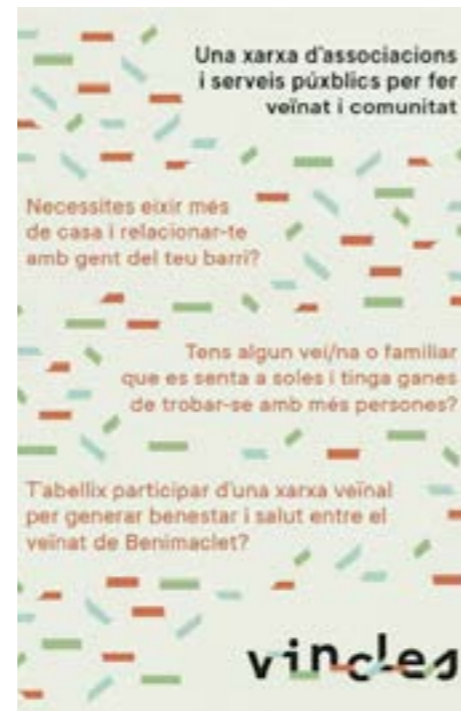 Una xarxa d'associacions
i serveis púxblics per fer
veïnat i comunitat
Necessites eixir més
de casa i relacionar-te
amb gent del teu barri?
Tens algun veí/na o familiar
que es senta a soles i tinga ganes
de trobar-se amb més persones?
T'abellix participar d'una xarxa veïnal
per generar benestar i salut entre el
veïnat de Benimaclet?
vincles